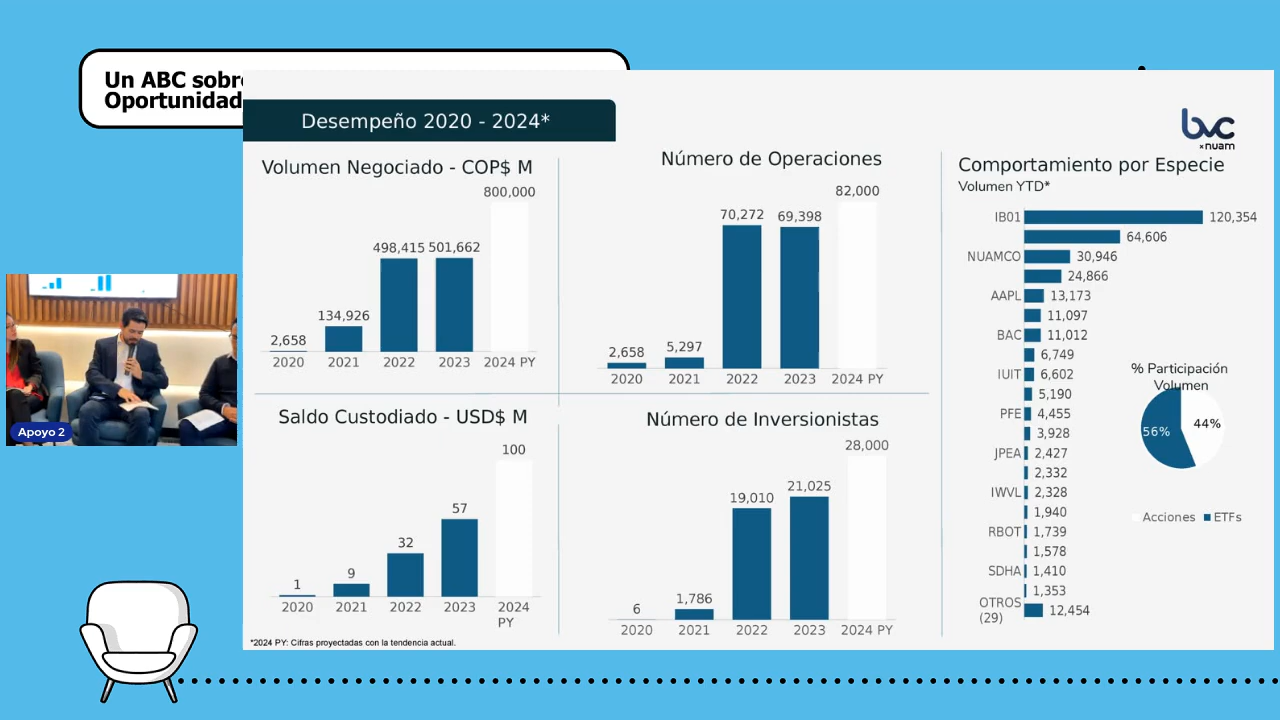 Un ABC sobr
Oportunidad
Desempeño 2020 - 2024*
bvc
×nuam
Volumen Negociado - COP$ M
800,000
498,415 501,662
134,926
2,658
2020 2021 2022 2023 2024 PY
Número de Operaciones
82,000
70,272 69,398
2,658 5,297
2020 2021 2022 2023 2024 PY
Saldo Custodiado - USD$ M
100
57
32
9
1
2020 2021 2022 2023 2024
PY
Número de Inversionistas
28,000
21,025
19,010
1,786
6
2020 2021 2022 2023 2024 PY
Comportamiento por Especie
Volumen YTD*
IB01 120,354
64,606
NUAMCO 30,946
24,866
AAPL 13,173
11,097
BAC 11,012
6,749
IUIT 6,602
5,190
PFE 4,455
3,928
JPEA 2,427
2,332
IWVL 2,328
1,940
RBOT 1,739
1,578
SDHA 1,410
1,353
OTROS
(29) 12,454
% Participación
Volumen
56% 44%
Acciones ETFs
*2024 PY: Cifras proyectadas con la tendencia actual.
Apoyo 2